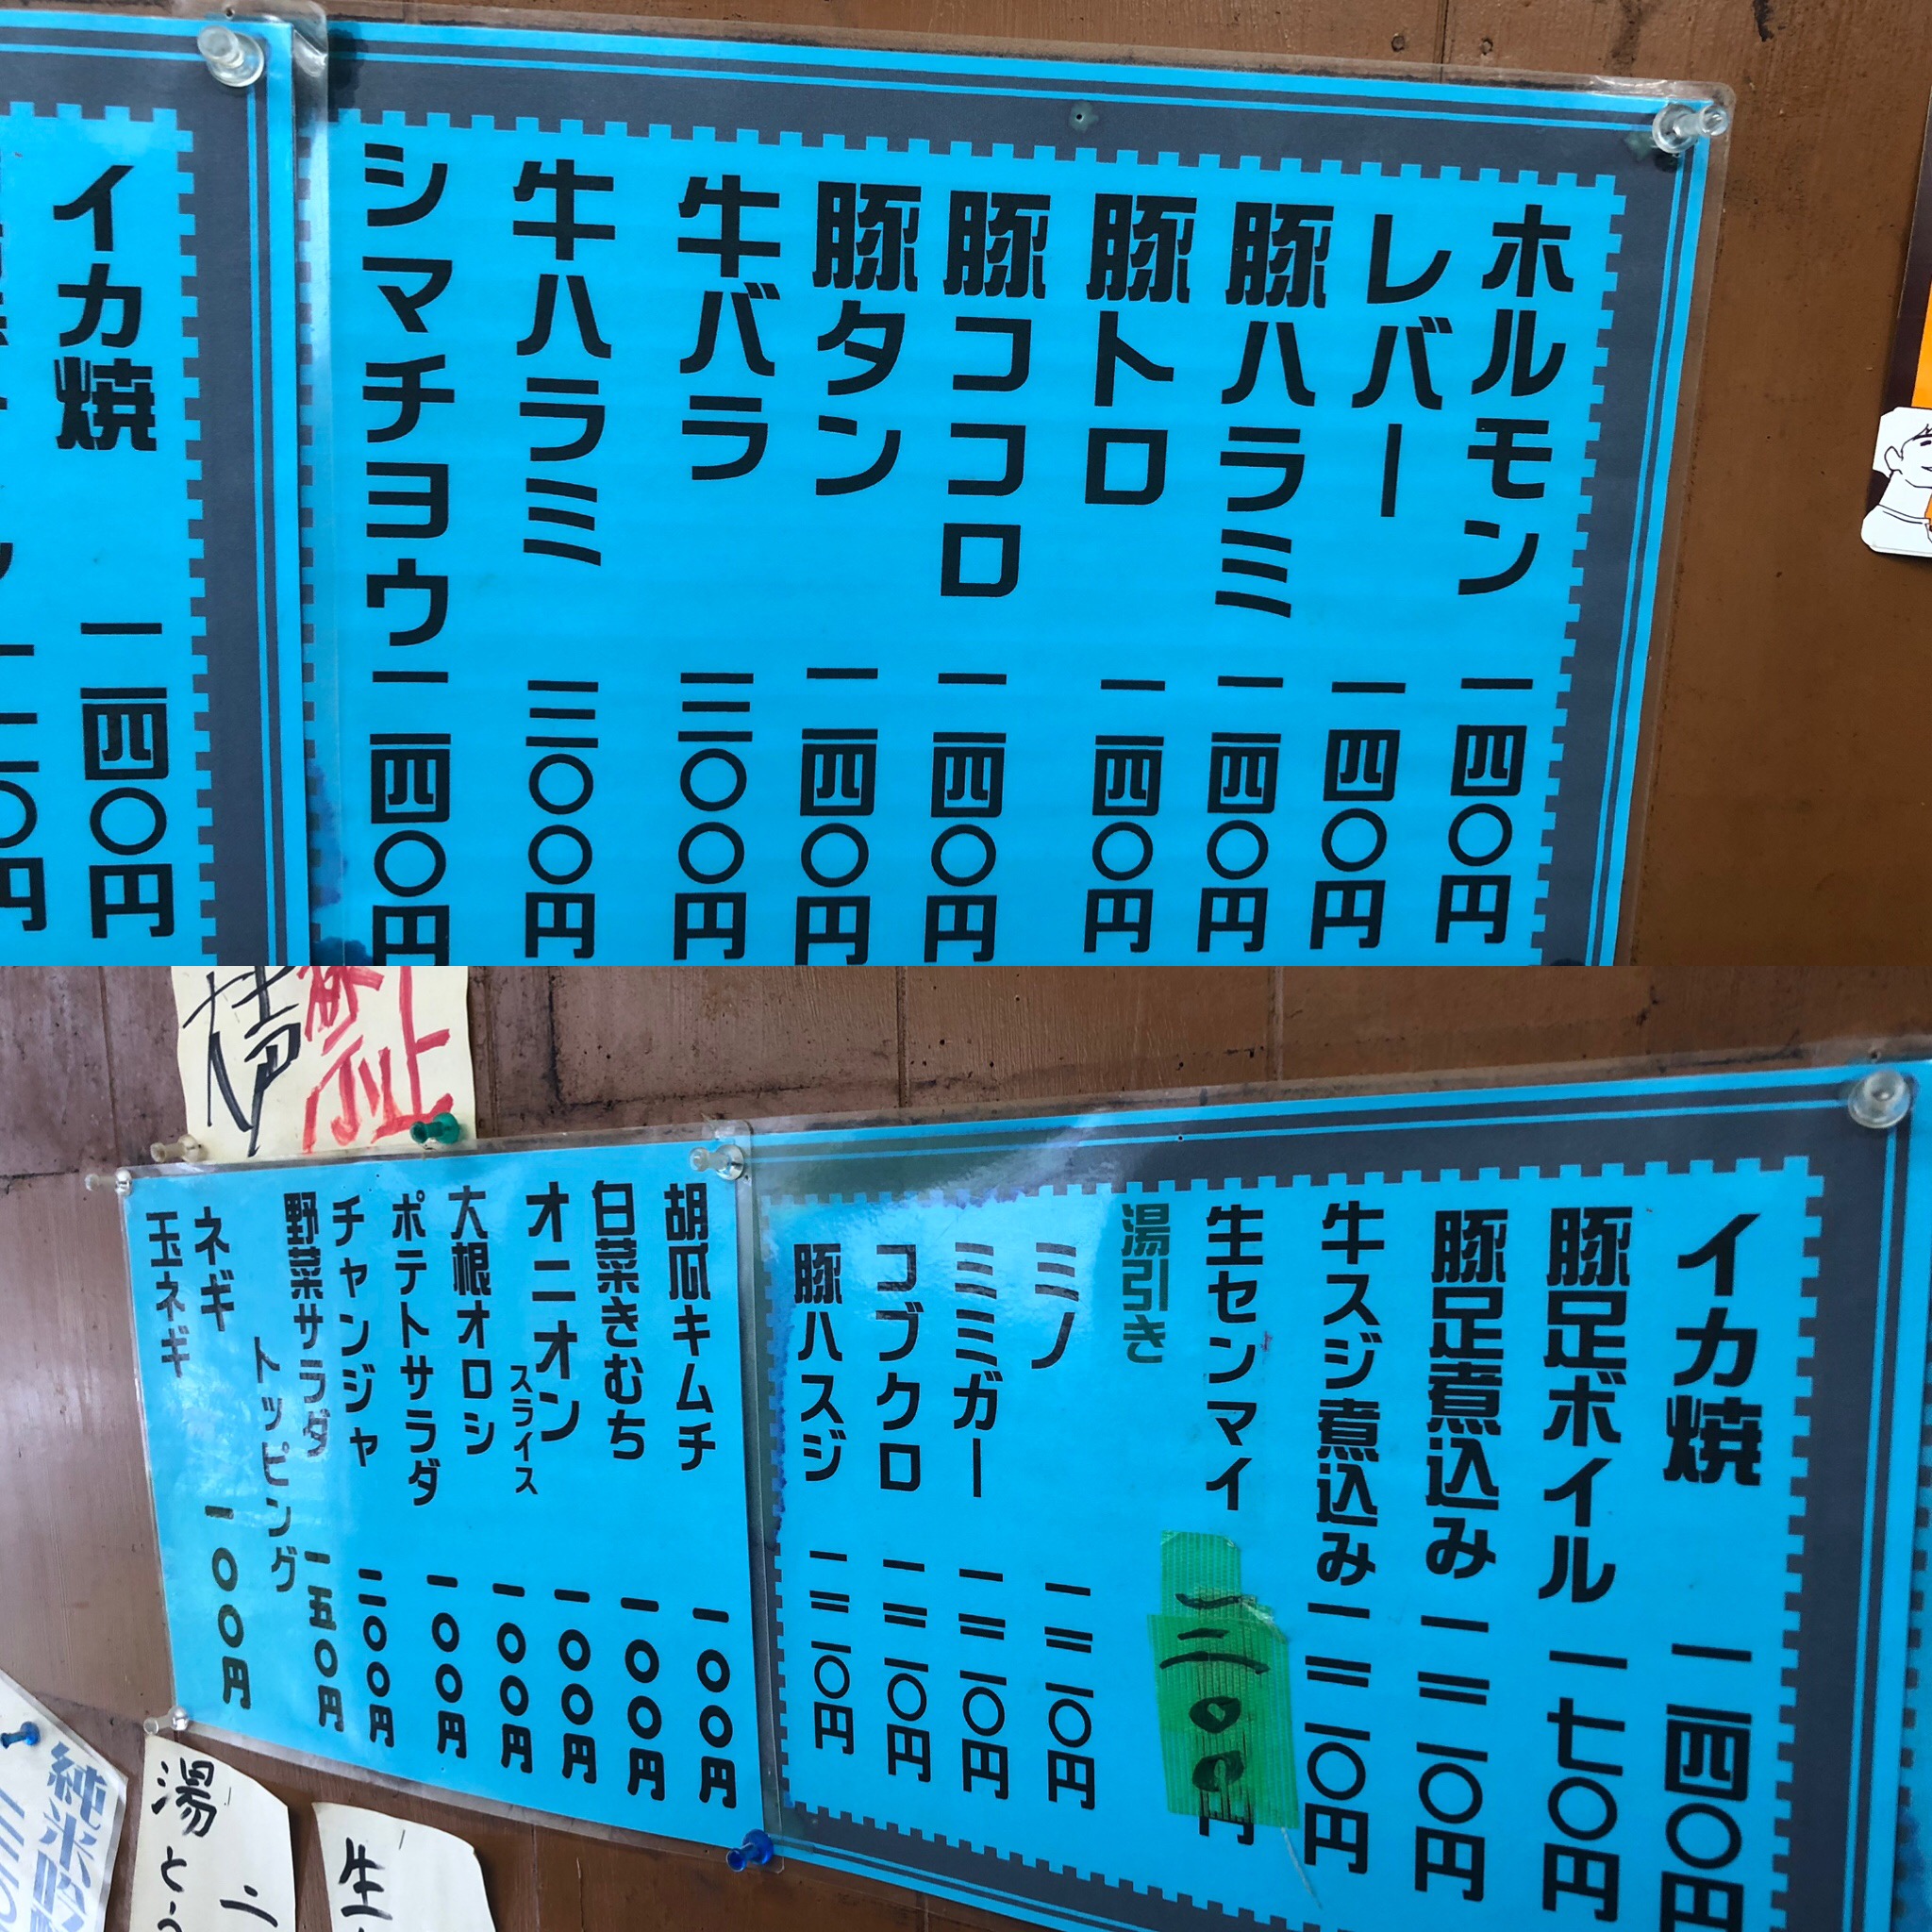 ホルモン 一四〇円
レバー 一四〇円
豚ハラミ 一四〇円
豚トロ 一四〇円
豚ココロ 一四〇円
豚タン 一四〇円
牛バラ 三〇〇円
牛ハラミ 三〇〇円
シマチヨウ 一四〇円
イカ焼 一四〇円
イカ焼 一四〇円
豚足ボイル 一七〇円
豚足煮込み 一三〇円
牛スジ煮込み 一三〇円
生センマイ
湯引き
ミノ 一三〇円
ミミガー 一三〇円
コブクロ 一三〇円
豚ハスジ 一三〇円
胡瓜キムチ 一〇〇円
白菜きむち 一〇〇円
オニオン
スライス 一〇〇円
大根オロシ 一〇〇円
ポテトサラダ 一〇〇円
チャンジャ 二〇〇円
野菜サラダ 一五〇円
トッピング
ネギ 一〇〇円
玉ネギ
禁止
純米
湯と
生